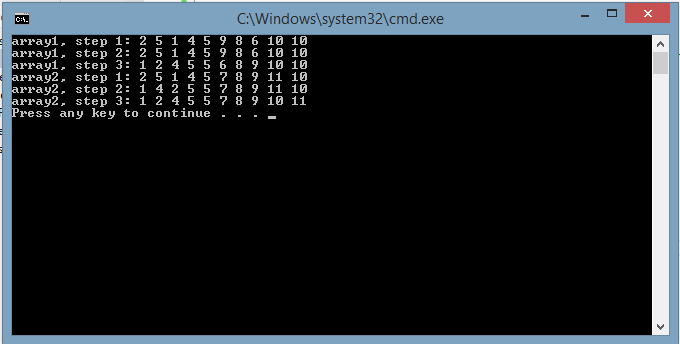 C:\Windows\system32\cmd.exe
array1, step 1: 2 5 1 4 5 9 8 6 10 10
array1, step 2: 2 5 1 4 5 9 8 6 10 10
array1, step 3: 1 2 4 5 5 6 8 9 10 10
array2, step 1: 2 5 1 4 5 7 8 9 11 10
array2, step 2: 1 4 2 5 5 7 8 9 11 10
array2, step 3: 1 2 4 5 5 7 8 9 10 11
Press any key to continue . . . _